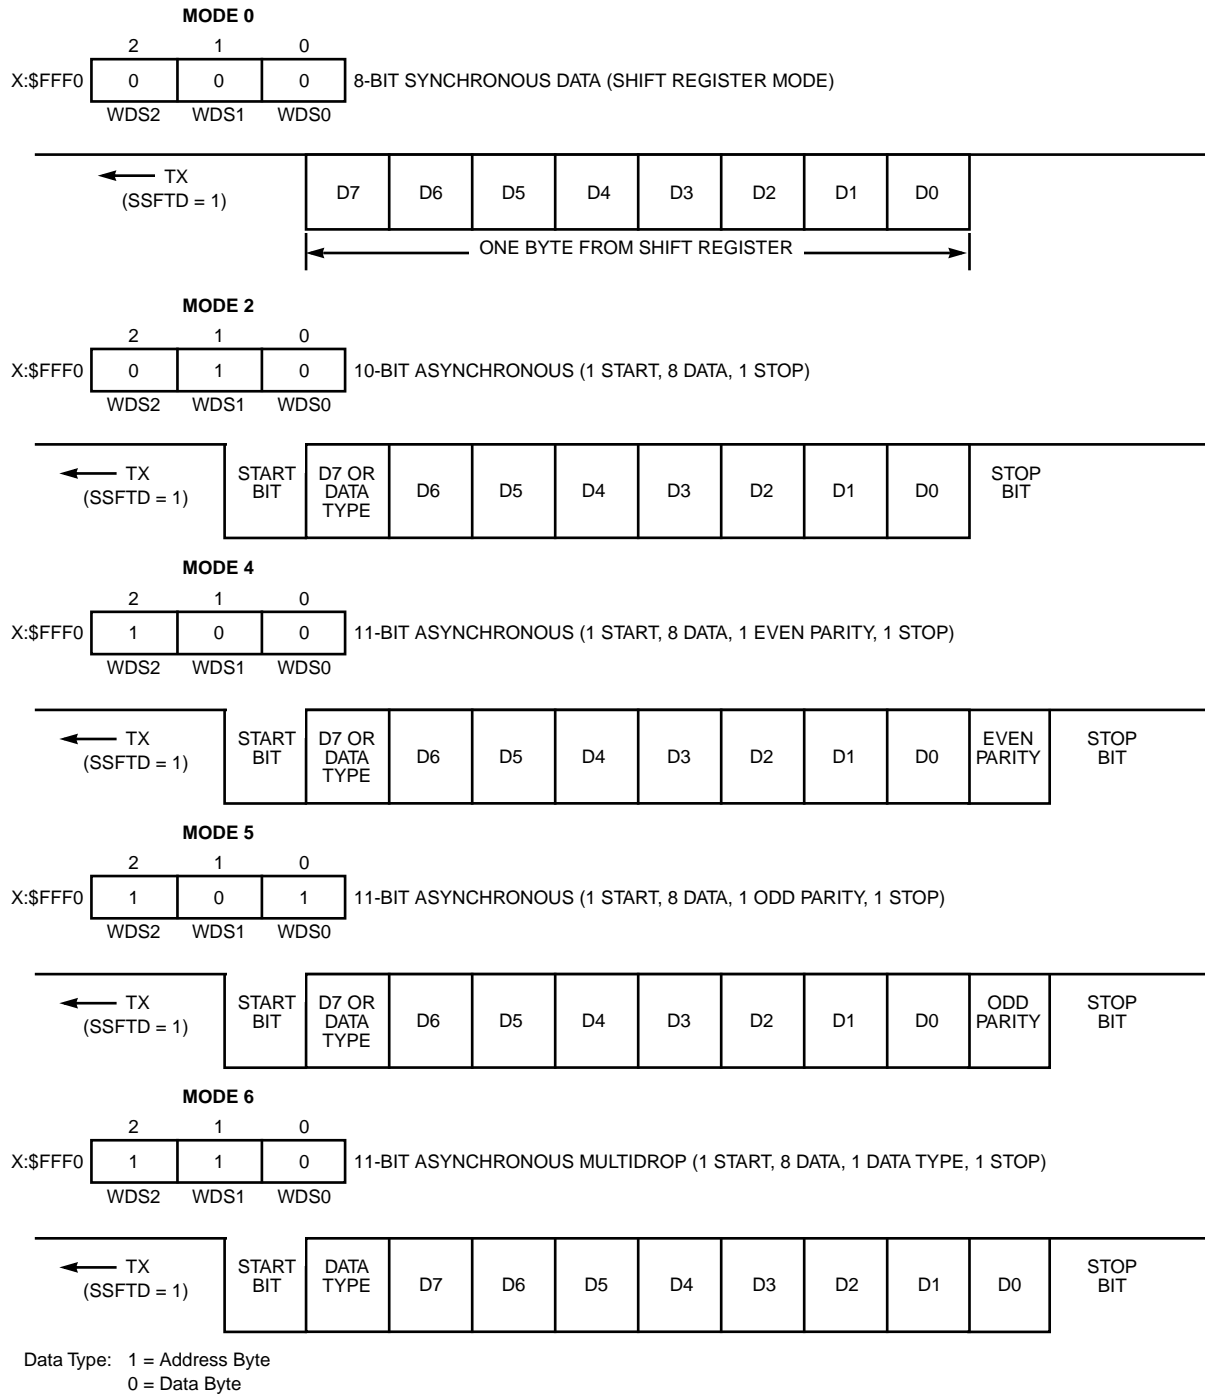 MODE 0
2 1 0
X:$FFF0 0 0 0 8-BIT SYNCHRONOUS DATA (SHIFT REGISTER MODE)
WDS2 WDS1 WDS0
TX
(SSFTD = 1)
D7 D6 D5 D4 D3 D2 D1 D0
ONE BYTE FROM SHIFT REGISTER
MODE 2
2 1 0
X:$FFF0 0 1 0 10-BIT ASYNCHRONOUS (1 START, 8 DATA, 1 STOP)
WDS2 WDS1 WDS0
TX
(SSFTD = 1)
START
BIT
D7 OR
DATA
TYPE
D6 D5 D4 D3 D2 D1 D0
STOP
BIT
MODE 4
2 1 0
X:$FFF0 1 0 0 11-BIT ASYNCHRONOUS (1 START, 8 DATA, 1 EVEN PARITY, 1 STOP)
WDS2 WDS1 WDS0
TX
(SSFTD = 1)
START
BIT
D7 OR
DATA
TYPE
D6 D5 D4 D3 D2 D1 D0
EVEN
PARITY
STOP
BIT
MODE 5
2 1 0
X:$FFF0 1 0 1 11-BIT ASYNCHRONOUS (1 START, 8 DATA, 1 ODD PARITY, 1 STOP)
WDS2 WDS1 WDS0
TX
(SSFTD = 1)
START
BIT
D7 OR
DATA
TYPE
D6 D5 D4 D3 D2 D1 D0
ODD
PARITY
STOP
BIT
MODE 6
2 1 0
X:$FFF0 1 1 0 11-BIT ASYNCHRONOUS MULTIDROP (1 START, 8 DATA, 1 DATA TYPE, 1 STOP)
WDS2 WDS1 WDS0
TX
(SSFTD = 1)
START
BIT
DATA
TYPE
D7 D6 D5 D4 D3 D2 D1 D0
STOP
BIT
Data Type: 1 = Address Byte
0 = Data Byte